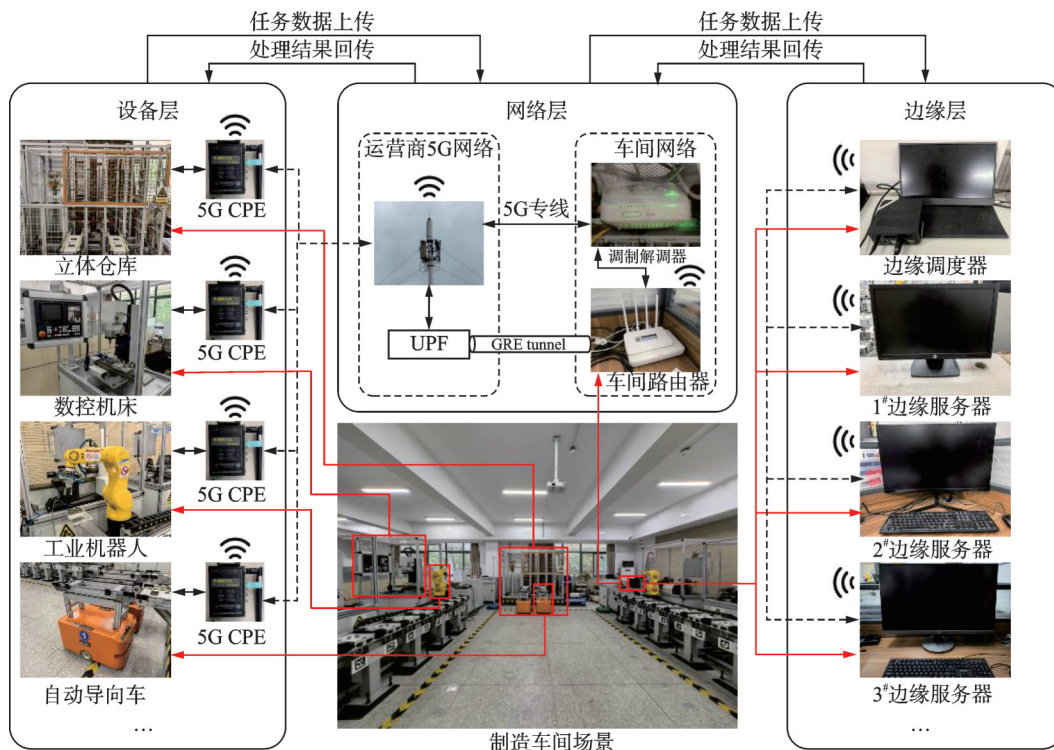 任务数据上传
处理结果回传
任务数据上传
处理结果回传
设备层
5G CPE
立体仓库
5G CPE
数控机床
5G CPE
工业机器人
5G CPE
自动导向车
…
网络层
运营商5G网络
车间网络
5G专线
调制解调器
UPF
GRE tunnel
车间路由器
制造车间场景
边缘层
边缘调度器
1#边缘服务器
2#边缘服务器
3#边缘服务器
…